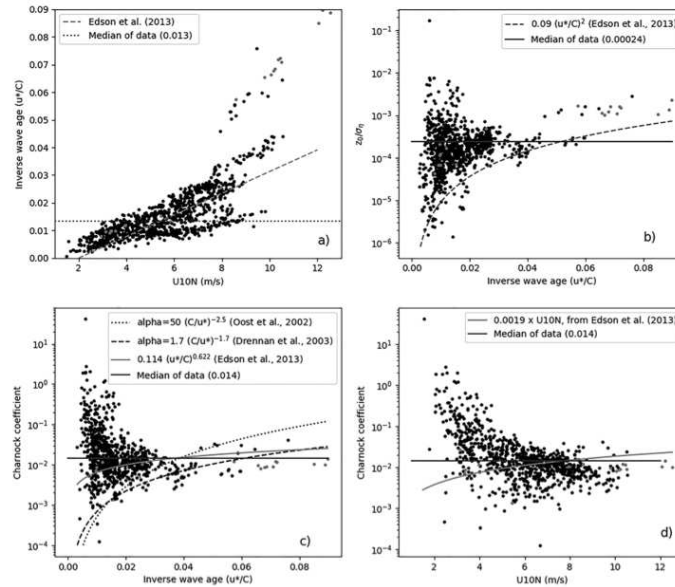 0.09
0.08
0.07
0.06
0.05
0.04
0.03
0.02
0.01
0.00
Inverse wave age (u*/C)
Edson et al. (2013)
Median of data (0.013)
a)
2 4 6 8 10 12
U10N (m/s)
10⁻¹
10⁻²
10⁻³
10⁻⁴
10⁻⁵
10⁻⁶
z₀/σ_η
0.09 (u*/C)² (Edson et al., 2013)
Median of data (0.00024)
b)
0.00 0.02 0.04 0.06 0.08
Inverse wave age (u*/C)
10¹
10⁰
10⁻¹
10⁻²
10⁻³
10⁻⁴
Charnock coefficient
alpha=50 (C/u*)⁻²·⁵ (Oost et al., 2002)
alpha=1.7 (C/u*)⁻¹·⁷ (Drennan et al., 2003)
0.114 (u*/C)⁰·⁶²² (Edson et al., 2013)
Median of data (0.014)
c)
0.00 0.02 0.04 0.06 0.08
Inverse wave age (u*/C)
10¹
10⁰
10⁻¹
10⁻²
10⁻³
10⁻⁴
Charnock coefficient
0.0019 x U10N, from Edson et al. (2013)
Median of data (0.014)
d)
2 4 6 8 10 12
U10N (m/s)